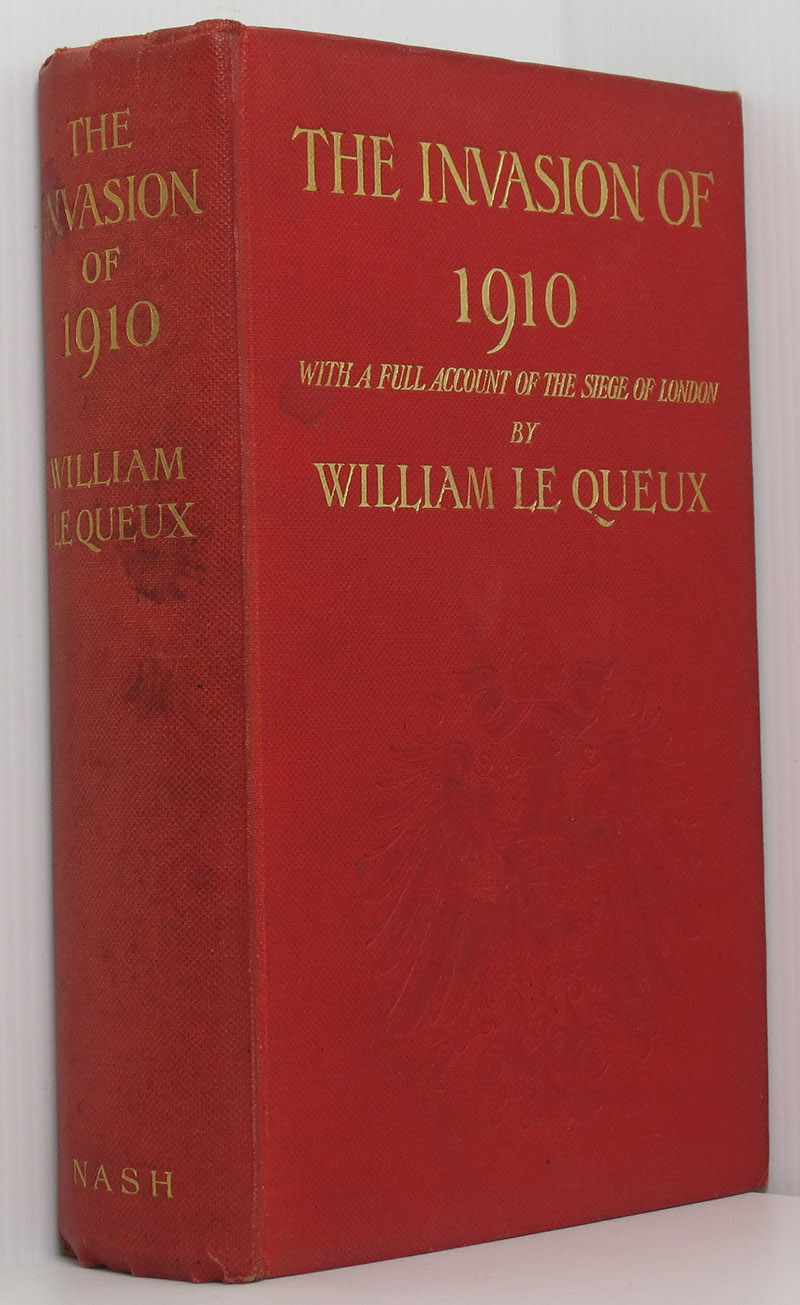 THE
INVASION
OF
1910
WILLIAM
LE QUEUX
NASH
THE INVASION OF
1910
WITH A FULL ACCOUNT OF THE SIEGE OF LONDON
BY
WILLIAM LE QUEUX